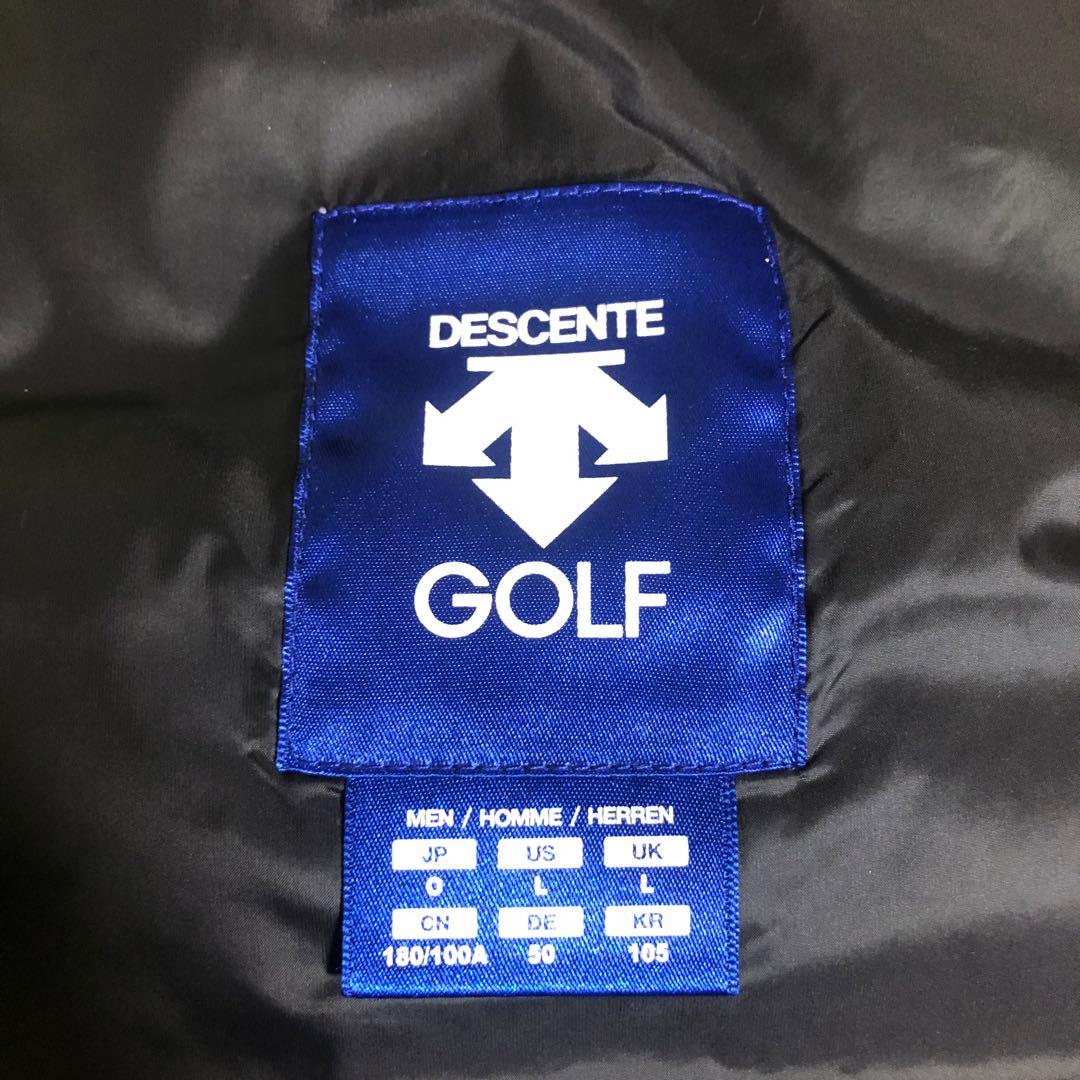 DESCENTE
GOLF
MEN / HOMME / HERREN
JP US UK
O L L
CN DE KR
180/100A 50 105